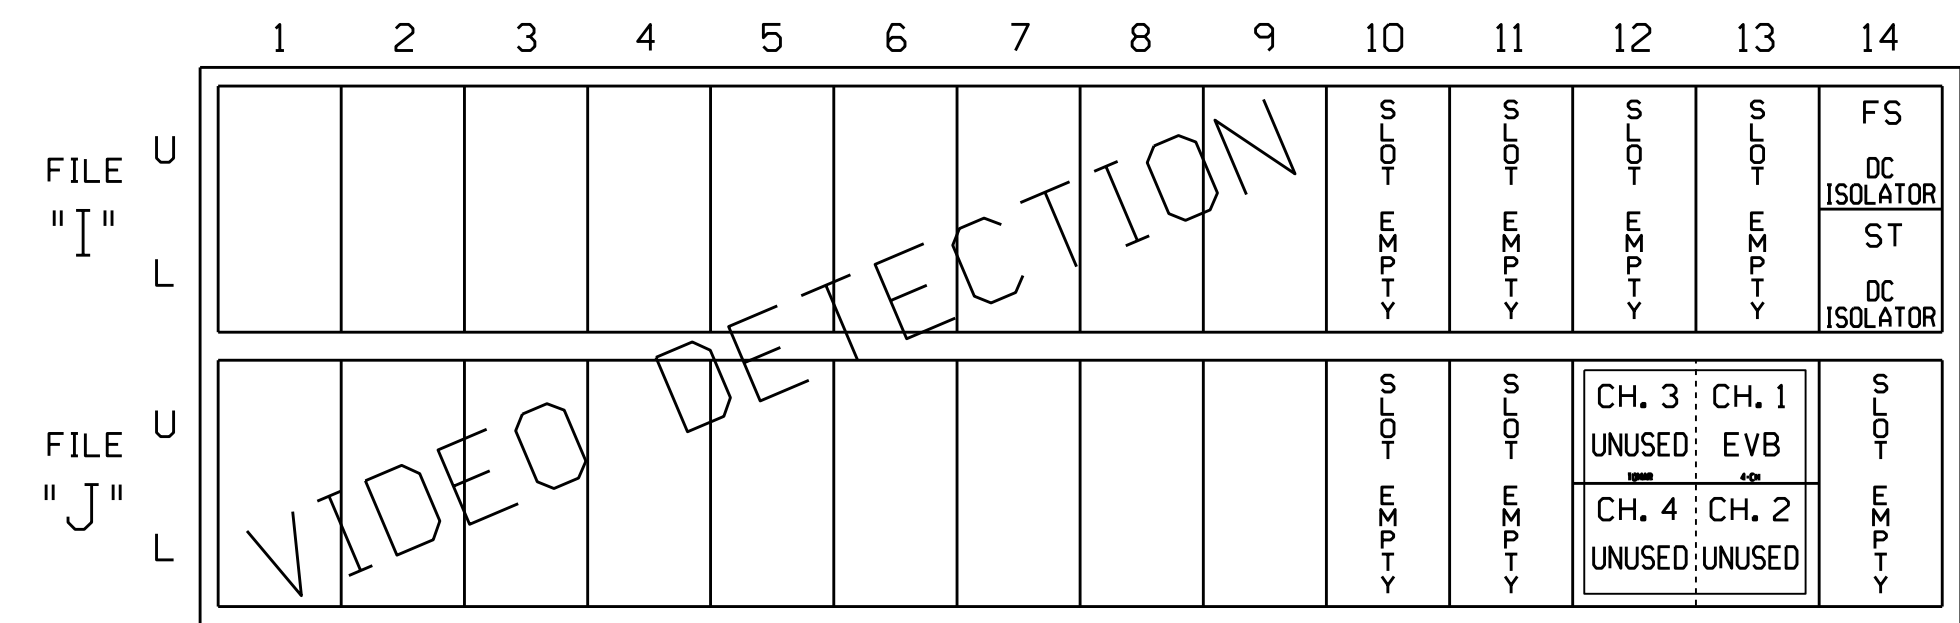 1 2 3 4 5 6 7 8 9 10 11 12 13 14
FILE "I"
U
L
SLOT EMPTY
SLOT EMPTY
SLOT EMPTY
SLOT EMPTY
FS
DC
ISOLATOR
ST
DC
ISOLATOR
VIDEO DETECTION
FILE "J"
U
L
SLOT EMPTY
SLOT EMPTY
CH. 3
UNUSED
CH. 1
EVB
CH. 4
UNUSED
CH. 2
UNUSED
SLOT EMPTY